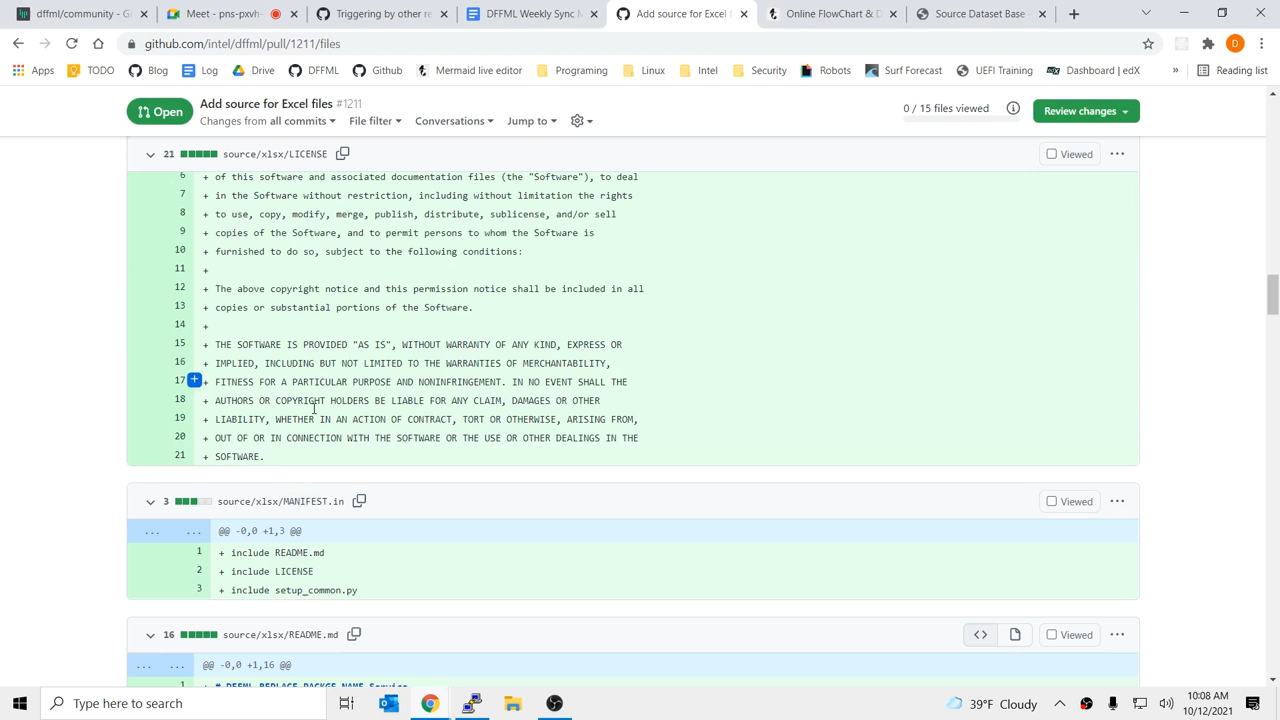 dffml/community/ at
Meet - pns-pxvh-
Triggering by other re
DFFML Weekly Sync M
Add source for Excel files
Online FlowChart & D
Source Dataset Base -
github.com/intel/dffml/pull/1211/files
D
Apps
TODO
Blog
Log
Drive
DFFML
Github
Mermaid live editor
Programing
Linux
Intel
Security
Robots
Surf Forecast
UEFI Training
Dashboard | edX
»
Reading list
Open
Add source for Excel files #1211
Changes from all commits
File filter
Conversations
Jump to
0 / 15 files viewed
Review changes
21 source/xlsx/LICENSE
Viewed
6 + of this software and associated documentation files (the "Software"), to deal
7 + in the Software without restriction, including without limitation the rights
8 + to use, copy, modify, merge, publish, distribute, sublicense, and/or sell
9 + copies of the Software, and to permit persons to whom the Software is
10 + furnished to do so, subject to the following conditions:
11 +
12 + The above copyright notice and this permission notice shall be included in all
13 + copies or substantial portions of the Software.
14 +
15 + THE SOFTWARE IS PROVIDED "AS IS", WITHOUT WARRANTY OF ANY KIND, EXPRESS OR
16 + IMPLIED, INCLUDING BUT NOT LIMITED TO THE WARRANTIES OF MERCHANTABILITY,
17 + FITNESS FOR A PARTICULAR PURPOSE AND NONINFRINGEMENT. IN NO EVENT SHALL THE
18 + AUTHORS OR COPYRIGHT HOLDERS BE LIABLE FOR ANY CLAIM, DAMAGES OR OTHER
19 + LIABILITY, WHETHER IN AN ACTION OF CONTRACT, TORT OR OTHERWISE, ARISING FROM,
20 + OUT OF OR IN CONNECTION WITH THE SOFTWARE OR THE USE OR OTHER DEALINGS IN THE
21 + SOFTWARE.
3 source/xlsx/MANIFEST.in
Viewed
... ... @@ -0,0 +1,3 @@
1 + include README.md
2 + include LICENSE
3 + include setup_common.py
16 source/xlsx/README.md
Viewed
... ... @@ -0,0 +1,16 @@
1 + # DFFML REPLACE_PACKGE_NAME Service
Type here to search
39°F Cloudy
10:08 AM
10/12/2021